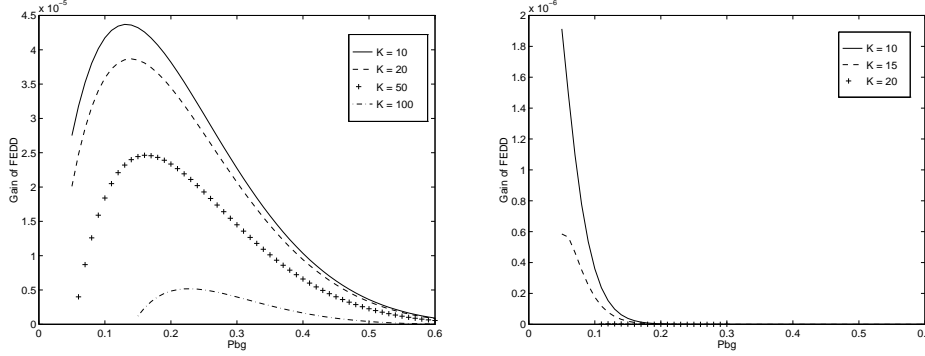 x 10⁻⁵
4.5
4
3.5
3
2.5
2
1.5
1
0.5
0
0 0.1 0.2 0.3 0.4 0.5 0.6
Pbg
Gain of FEDD
K = 10
K = 20
K = 50
K = 100
x 10⁻⁶
2
1.8
1.6
1.4
1.2
1
0.8
0.6
0.4
0.2
0
0 0.1 0.2 0.3 0.4 0.5
Pbg
Gain of FEDD
K = 10
K = 15
K = 20